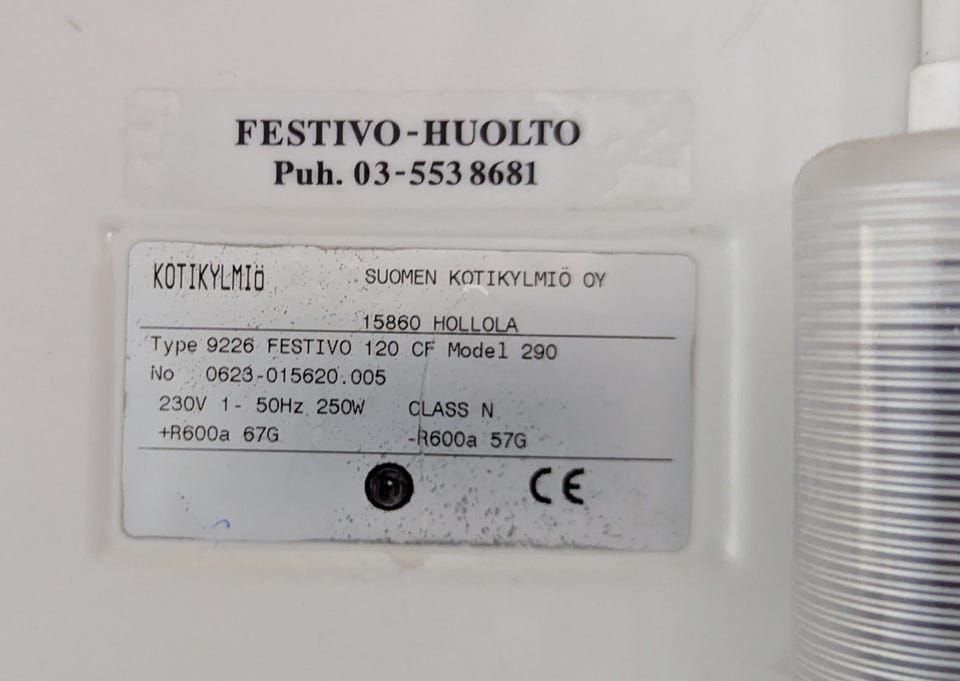 FESTIVO-HUOLTO
Puh. 03-553 8681
KOTIKYLMIÖ SUOMEN KOTIKYLMIÖ OY
15860 HOLLOLA
Type 9226 FESTIVO 120 CF Model 290
No 0623-015620.005
230V 1- 50Hz 250W CLASS N
+R600a 67G -R600a 57G
CE